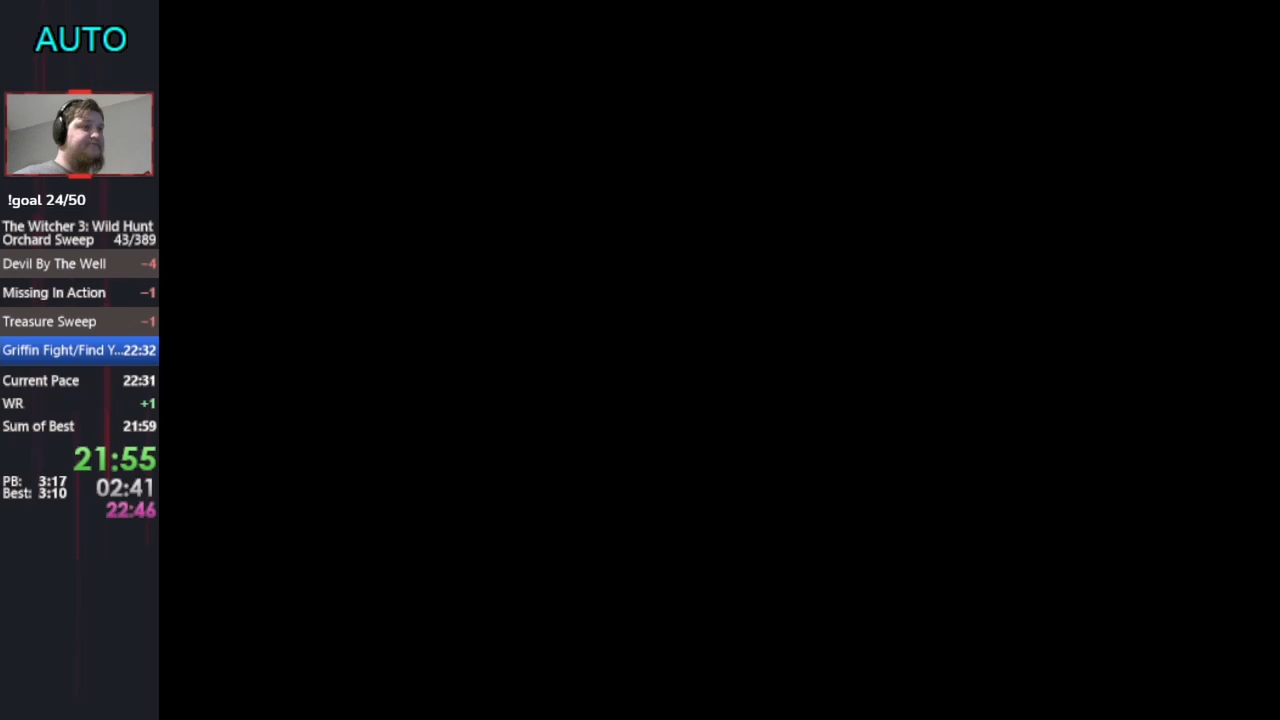 AUTO
!goal 24/50
The Witcher 3: Wild Hunt
Orchard Sweep 43/389
Devil By The Well −4
Missing In Action −1
Treasure Sweep −1
Griffin Fight/Find Y... 22:32
Current Pace 22:31
WR +1
Sum of Best 21:59
21:55
PB: 3:17 02:41
Best: 3:10
22:46